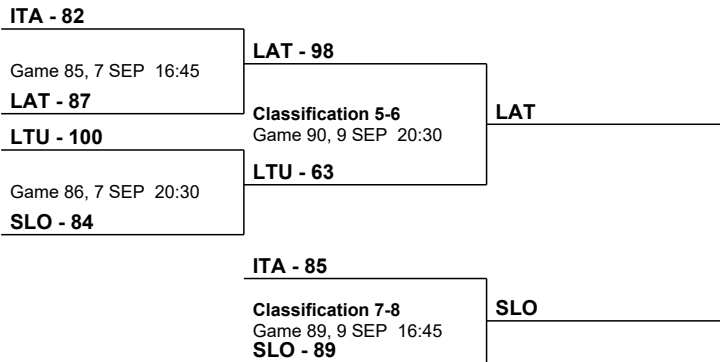 ITA - 82
Game 85, 7 SEP 16:45
LAT - 87
LTU - 100
Game 86, 7 SEP 20:30
SLO - 84
LAT - 98
Classification 5-6
Game 90, 9 SEP 20:30
LTU - 63
LAT
ITA - 85
Classification 7-8
Game 89, 9 SEP 16:45
SLO - 89
SLO